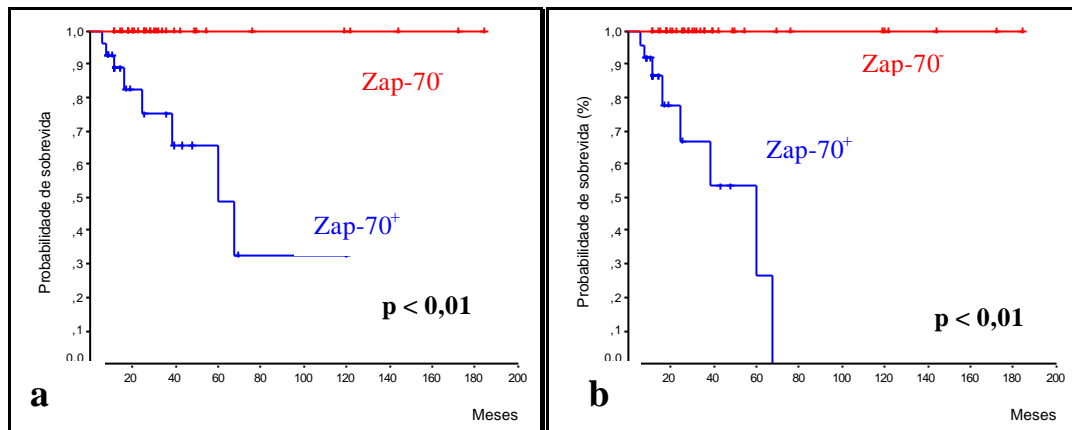 1,0
,9
,8
,7
,6
,5
,4
,3
,2
,1
0,0
Probabilidade de sobrevida
Zap-70⁻
Zap-70⁺
p < 0,01
20 40 60 80 100 120 140 160 180 200
Meses
a
1,0
,9
,8
,7
,6
,5
,4
,3
,2
,1
0,0
Probabilidade de sobrevida (%)
Zap-70⁻
Zap-70⁺
p < 0,01
20 40 60 80 100 120 140 160 180 200
Meses
b